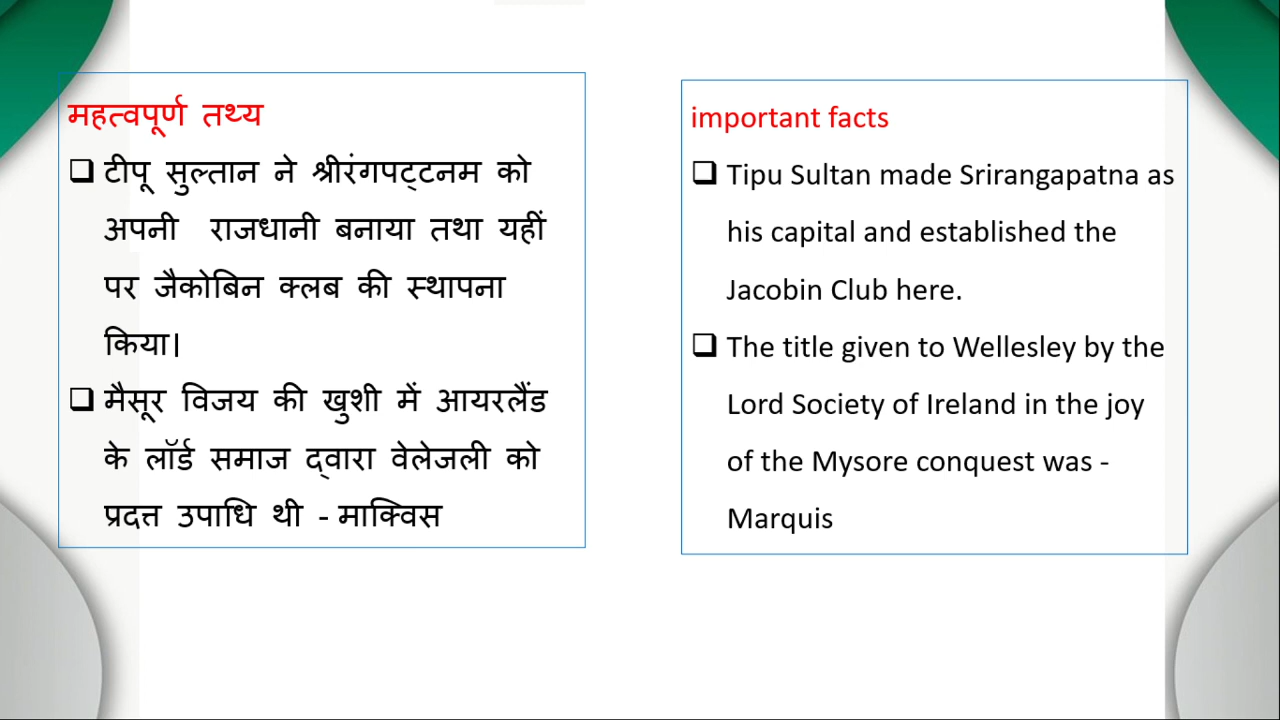 महत्वपूर्ण तथ्य
❑ टीपू सुल्तान ने श्रीरंगपट्टनम को
अपनी राजधानी बनाया तथा यहीं
पर जैकोबिन क्लब की स्थापना
किया।
❑ मैसूर विजय की खुशी में आयरलैंड
के लॉर्ड समाज द्वारा वेलेजली को
प्रदत्त उपाधि थी - मार्क्विस
important facts
❑ Tipu Sultan made Srirangapatna as
his capital and established the
Jacobin Club here.
❑ The title given to Wellesley by the
Lord Society of Ireland in the joy
of the Mysore conquest was -
Marquis